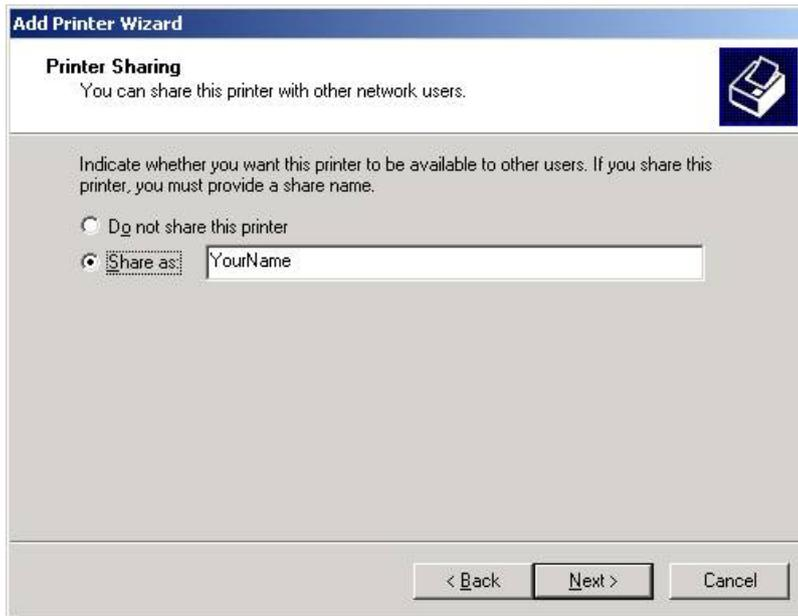 Add Printer Wizard
Printer Sharing
You can share this printer with other network users.
Indicate whether you want this printer to be available to other users. If you share this
printer, you must provide a share name.
Do not share this printer
Share as: YourName
< Back Next > Cancel